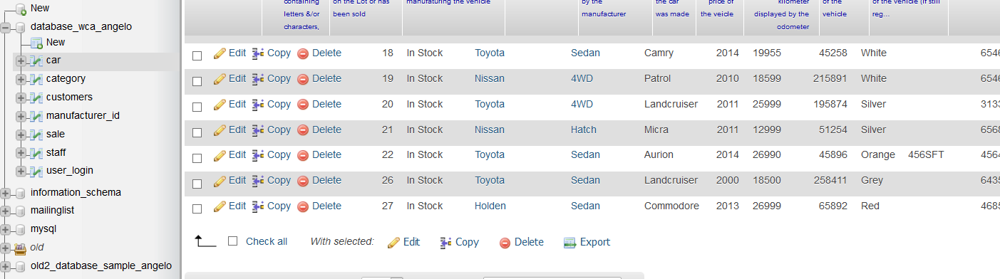 New
database_wca_angelo
New
car
category
customers
manufacturer_id
sale
staff
user_login
information_schema
mailinglist
mysql
old
old2_database_sample_angelo
containing letters &/or characters,
on the Lot or has been sold
manufaturing the vehicle
by the manufacturer
the car was made
price of the veicle
kilometer displayed by the odometer
of the vehicle
of the vehicle (if still reg...
Edit Copy Delete 18 In Stock Toyota Sedan Camry 2014 19955 45258 White
Edit Copy Delete 19 In Stock Nissan 4WD Patrol 2010 18599 215891 White
Edit Copy Delete 20 In Stock Toyota 4WD Landcruiser 2011 25999 195874 Silver
Edit Copy Delete 21 In Stock Nissan Hatch Micra 2011 12999 51254 Silver
Edit Copy Delete 22 In Stock Toyota Sedan Aurion 2014 26990 45896 Orange 456SFT
Edit Copy Delete 26 In Stock Toyota Sedan Landcruiser 2000 18500 258411 Grey
Edit Copy Delete 27 In Stock Holden Sedan Commodore 2013 26999 65892 Red
Check all With selected: Edit Copy Delete Export